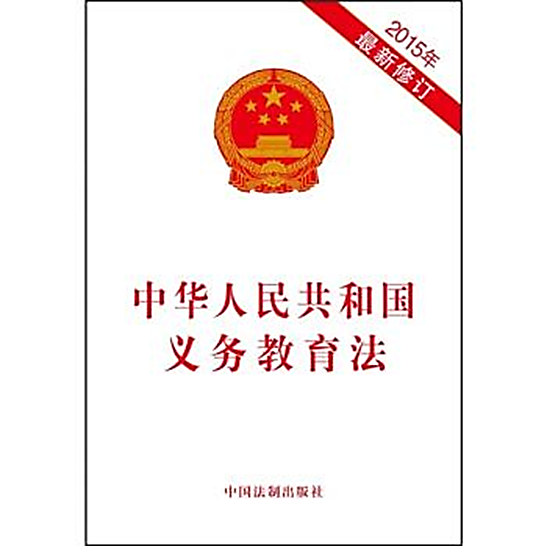 2015年
最新修订
中华人民共和国
义务教育法
中国法制出版社